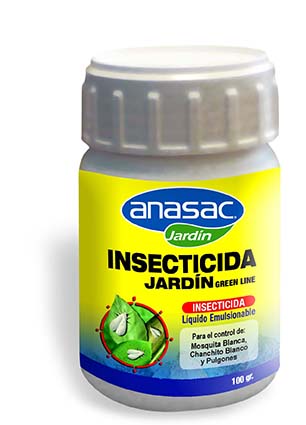 anasac
Jardín
INSECTICIDA
JARDÍN GREEN LINE
INSECTICIDA
Líquido Emulsionable
Para el control de:
Mosquita Blanca,
Chanchito Blanco
y Pulgones
100 gr.